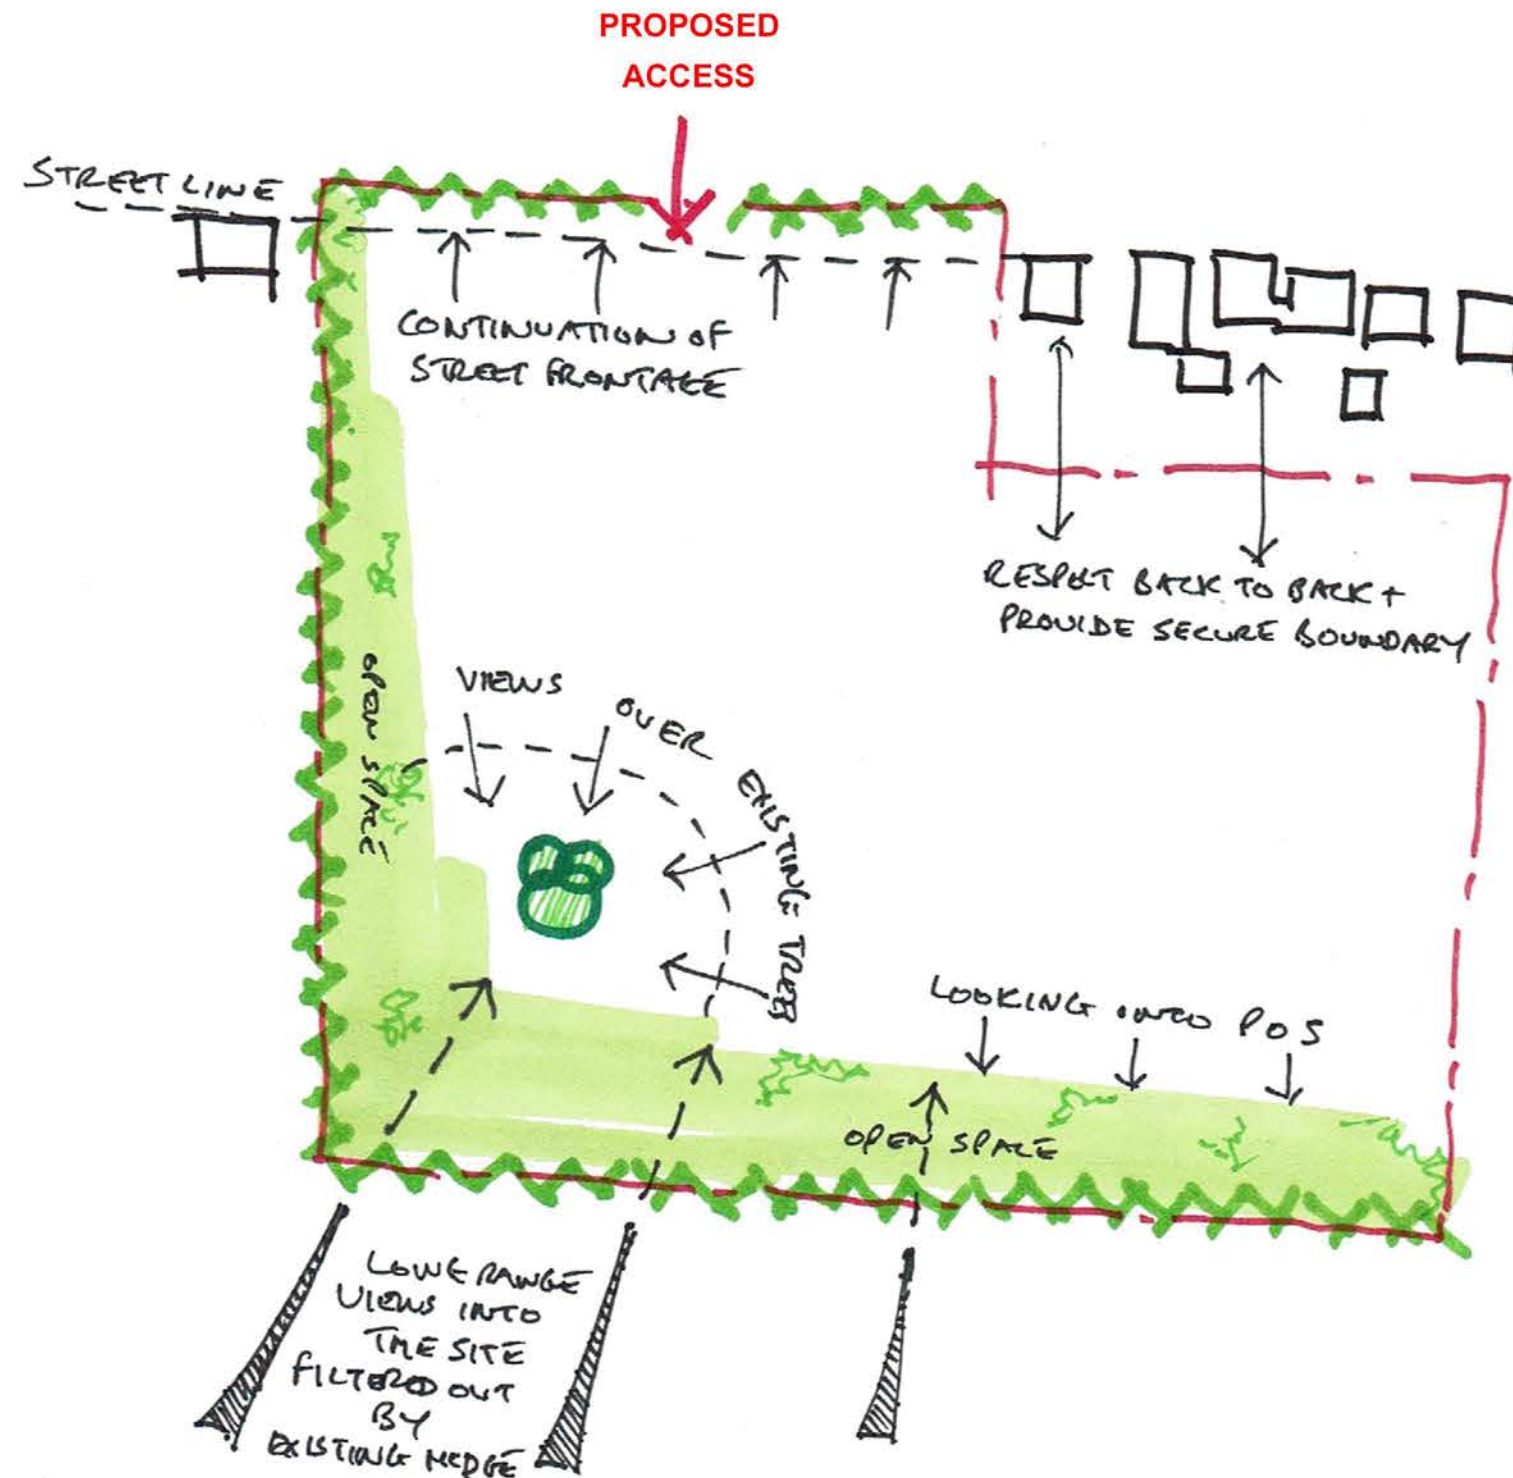 PROPOSED
ACCESS
STREET LINE
CONTINUATION OF
STREET FRONTAGE
RESPECT BACK TO BACK +
PROVIDE SECURE BOUNDARY
OPEN SPACE
VIEWS OVER EXISTING TREES
LOOKING INTO POS
OPEN SPACE
LONG RANGE
VIEWS INTO
THE SITE
FILTERED OUT
BY
EXISTING HEDGE